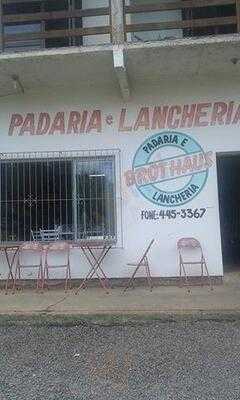 PADARIA e LANCHERIA
PADARIA E
BROT HAUS
LANCHERIA
FONE: 445-3367